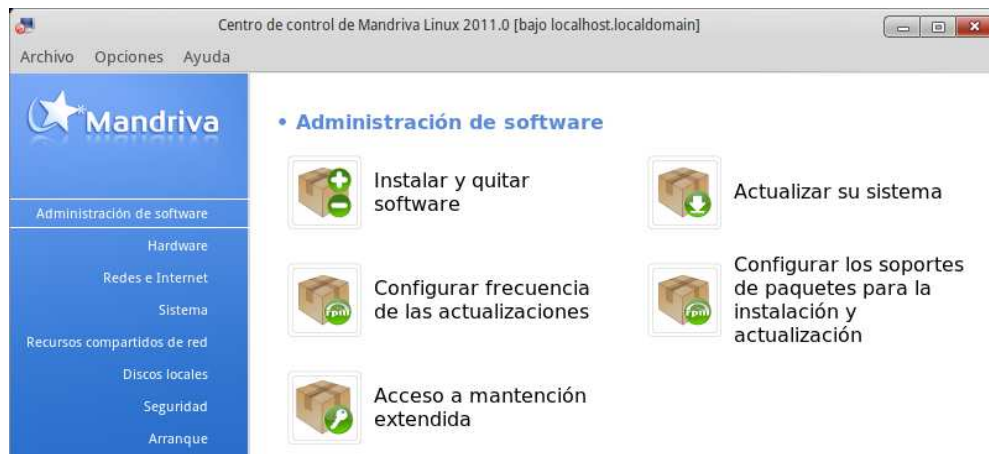 Centro de control de Mandriva Linux 2011.0 [bajo localhost.localdomain]
Archivo Opciones Ayuda
Mandriva
Administración de software
Hardware
Redes e Internet
Sistema
Recursos compartidos de red
Discos locales
Seguridad
Arranque
• Administración de software
Instalar y quitar
software
Actualizar su sistema
Configurar frecuencia
de las actualizaciones
rpm
Configurar los soportes
de paquetes para la
instalación y
actualización
rpm
Acceso a mantención
extendida